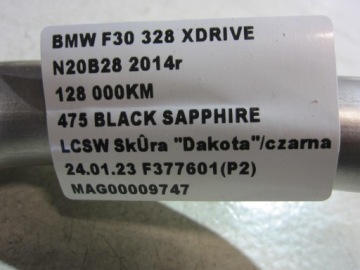 BMW F30 328 XDRIVE
N20B28 2014r
128 000KM
475 BLACK SAPPHIRE
LCSW SkÛra "Dakota"/czarna
24.01.23 F377601(P2)
MAG00009747